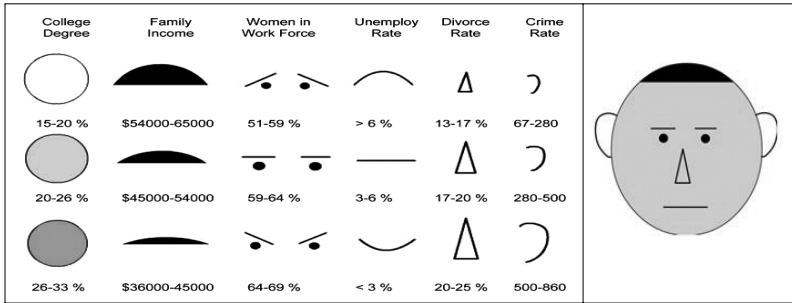 College Degree Family Income Women in Work Force Unemploy Rate Divorce Rate Crime Rate
15-20 % $54000-65000 51-59 % > 6 % 13-17 % 67-280
20-26 % $45000-54000 59-64 % 3-6 % 17-20 % 280-500
26-33 % $36000-45000 64-69 % < 3 % 20-25 % 500-860